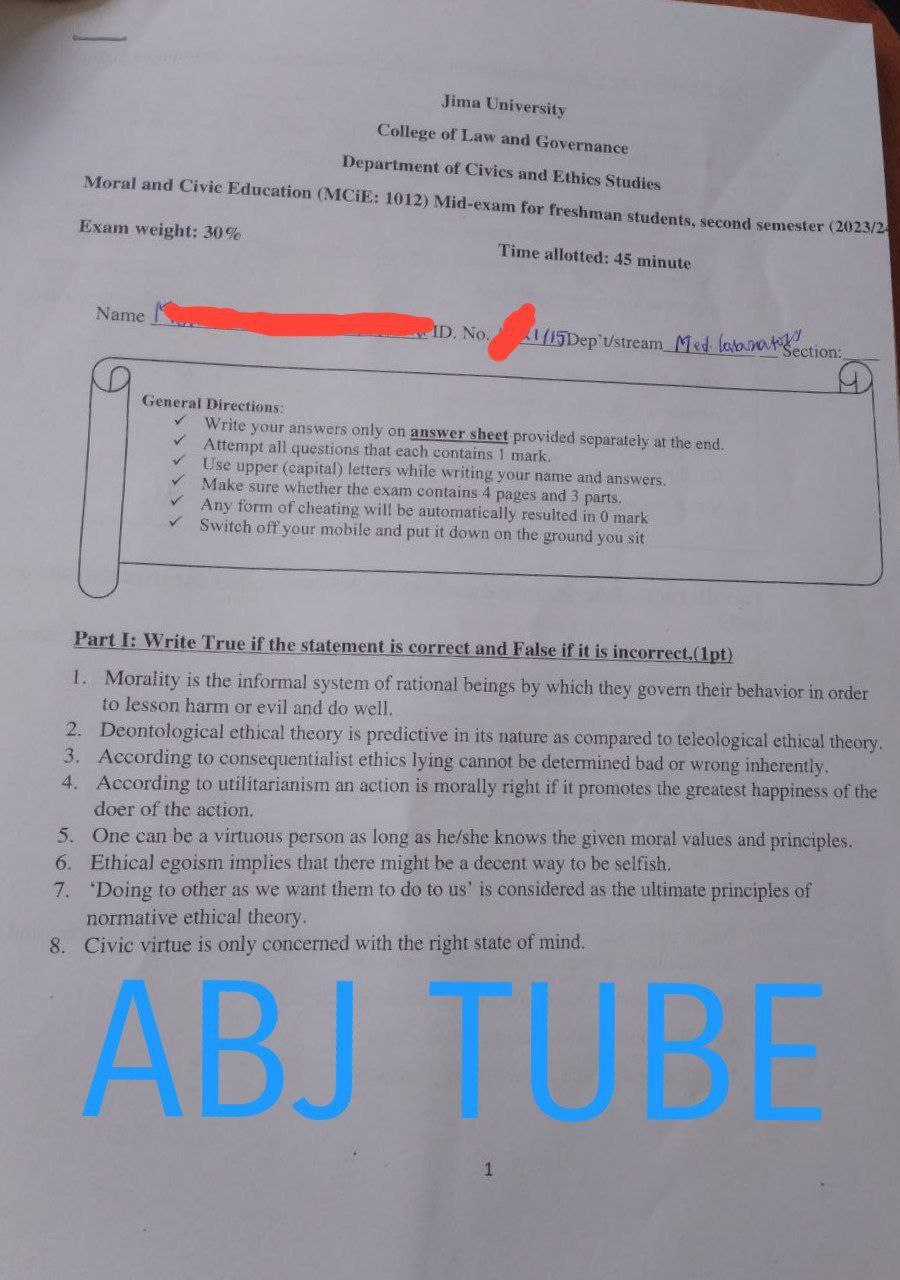 Jima University
College of Law and Governance
Department of Civics and Ethics Studies
Moral and Civic Education (MCiE: 1012) Mid-exam for freshman students, second semester (2023/2
Exam weight: 30%
Time allotted: 45 minute
Name ID. No. 1/15 Dep't/stream Med. Section:
General Directions:
✓ Write your answers only on answer sheet provided separately at the end.
✓ Attempt all questions that each contains 1 mark.
✓ Use upper (capital) letters while writing your name and answers.
✓ Make sure whether the exam contains 4 pages and 3 parts.
✓ Any form of cheating will be automatically resulted in 0 mark
✓ Switch off your mobile and put it down on the ground you sit
Part I: Write True if the statement is correct and False if it is incorrect.(1pt)
1. Morality is the informal system of rational beings by which they govern their behavior in order
to lesson harm or evil and do well.
2. Deontological ethical theory is predictive in its nature as compared to teleological ethical theory.
3. According to consequentialist ethics lying cannot be determined bad or wrong inherently.
4. According to utilitarianism an action is morally right if it promotes the greatest happiness of the
doer of the action.
5. One can be a virtuous person as long as he/she knows the given moral values and principles.
6. Ethical egoism implies that there might be a decent way to be selfish.
7. 'Doing to other as we want them to do to us' is considered as the ultimate principles of
normative ethical theory.
8. Civic virtue is only concerned with the right state of mind.
ABJ TUBE
1